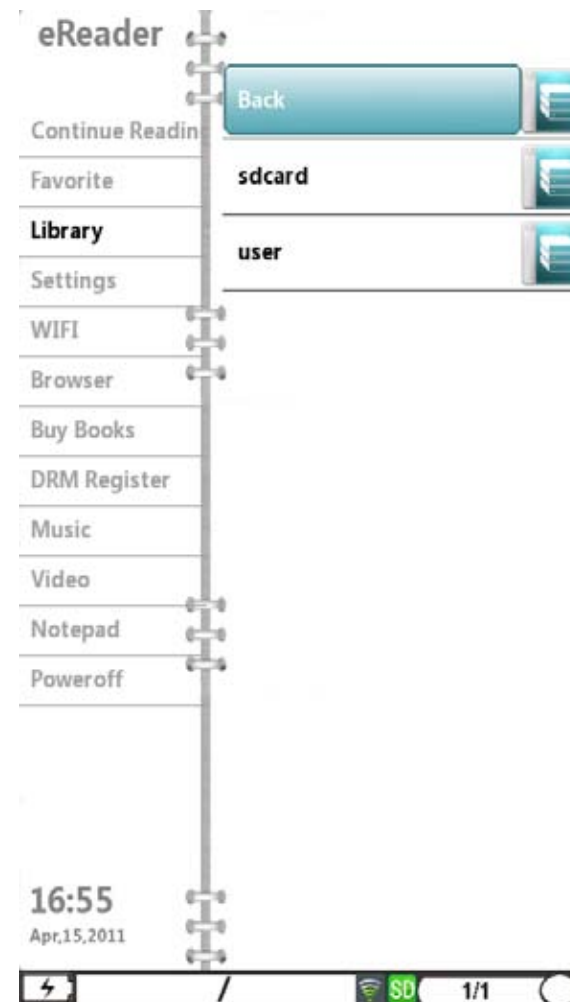 eReader
Continue Readin
Favorite
Library
Settings
WIFI
Browser
Buy Books
DRM Register
Music
Video
Notepad
Poweroff
16:55
Apr,15,2011
Back
sdcard
user
/
SD
1/1